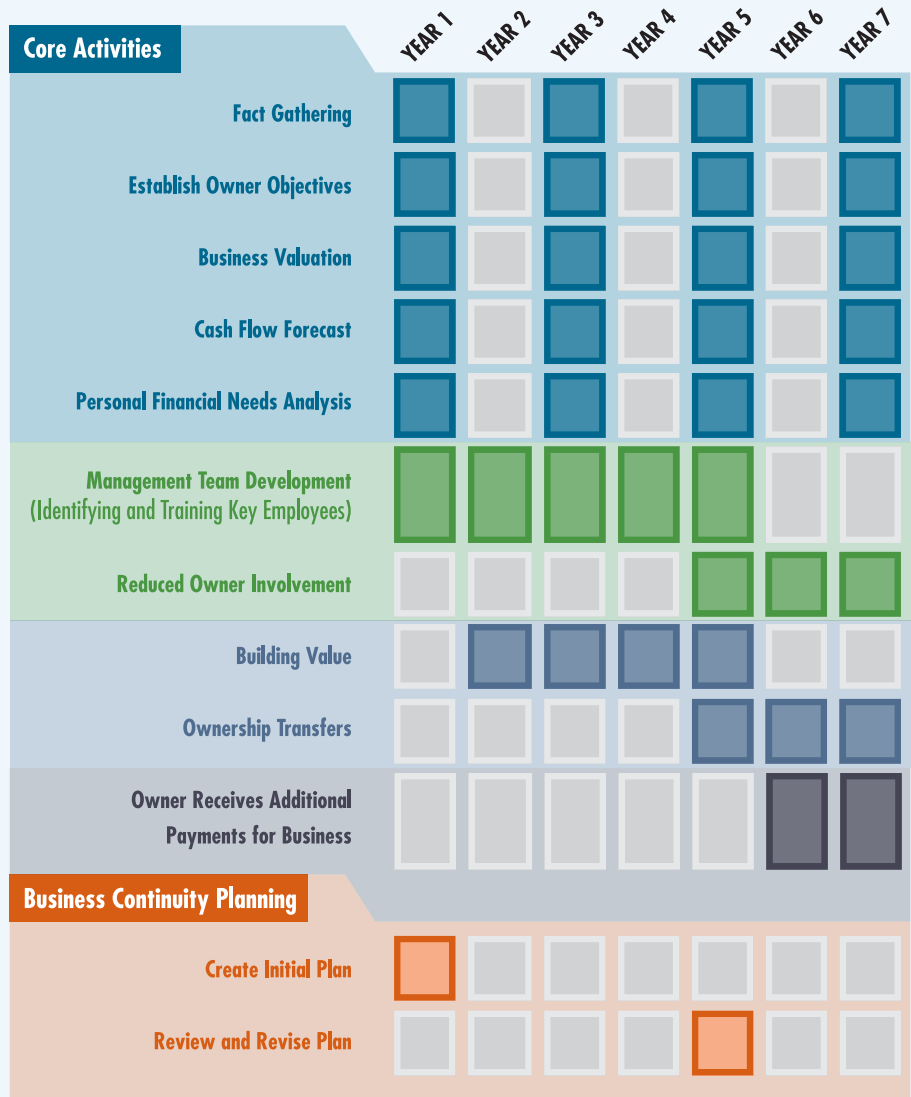 Core Activities
YEAR 1 YEAR 2 YEAR 3 YEAR 4 YEAR 5 YEAR 6 YEAR 7
Fact Gathering
Establish Owner Objectives
Business Valuation
Cash Flow Forecast
Personal Financial Needs Analysis
Management Team Development
(Identifying and Training Key Employees)
Reduced Owner Involvement
Building Value
Ownership Transfers
Owner Receives Additional
Payments for Business
Business Continuity Planning
Create Initial Plan
Review and Revise Plan